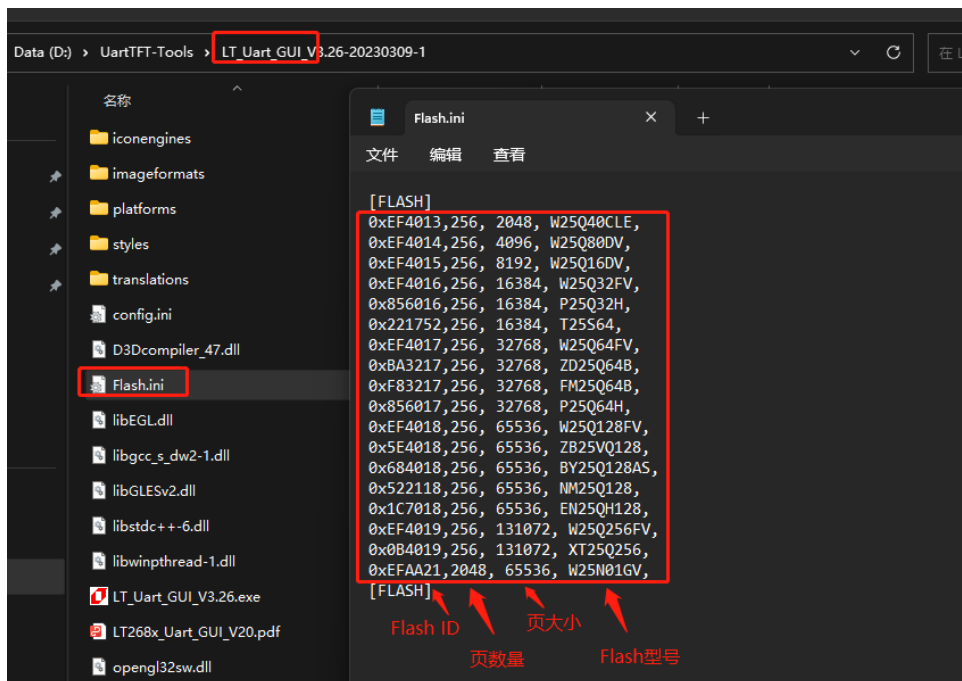 Data (D:) › UartTFT-Tools › LT_Uart_GUI_V3.26-20230309-1
在
名称
iconengines
imageformats
platforms
styles
translations
config.ini
D3Dcompiler_47.dll
Flash.ini
libEGL.dll
libgcc_s_dw2-1.dll
libGLESv2.dll
libstdc++-6.dll
libwinpthread-1.dll
LT_Uart_GUI_V3.26.exe
LT268x_Uart_GUI_V20.pdf
opengl32sw.dll
Flash.ini
文件 编辑 查看
[FLASH]
0xEF4013,256, 2048, W25Q40CLE,
0xEF4014,256, 4096, W25Q80DV,
0xEF4015,256, 8192, W25Q16DV,
0xEF4016,256, 16384, W25Q32FV,
0x856016,256, 16384, P25Q32H,
0x221752,256, 16384, T25S64,
0xEF4017,256, 32768, W25Q64FV,
0xBA3217,256, 32768, ZD25Q64B,
0xF83217,256, 32768, FM25Q64B,
0x856017,256, 32768, P25Q64H,
0xEF4018,256, 65536, W25Q128FV,
0x5E4018,256, 65536, ZB25VQ128,
0x684018,256, 65536, BY25Q128AS,
0x522118,256, 65536, NM25Q128,
0x1C7018,256, 65536, EN25QH128,
0xEF4019,256, 131072, W25Q256FV,
0x0B4019,256, 131072, XT25Q256,
0xEFAA21,2048, 65536, W25N01GV,
[FLASH]
Flash ID
页数量
页大小
Flash型号